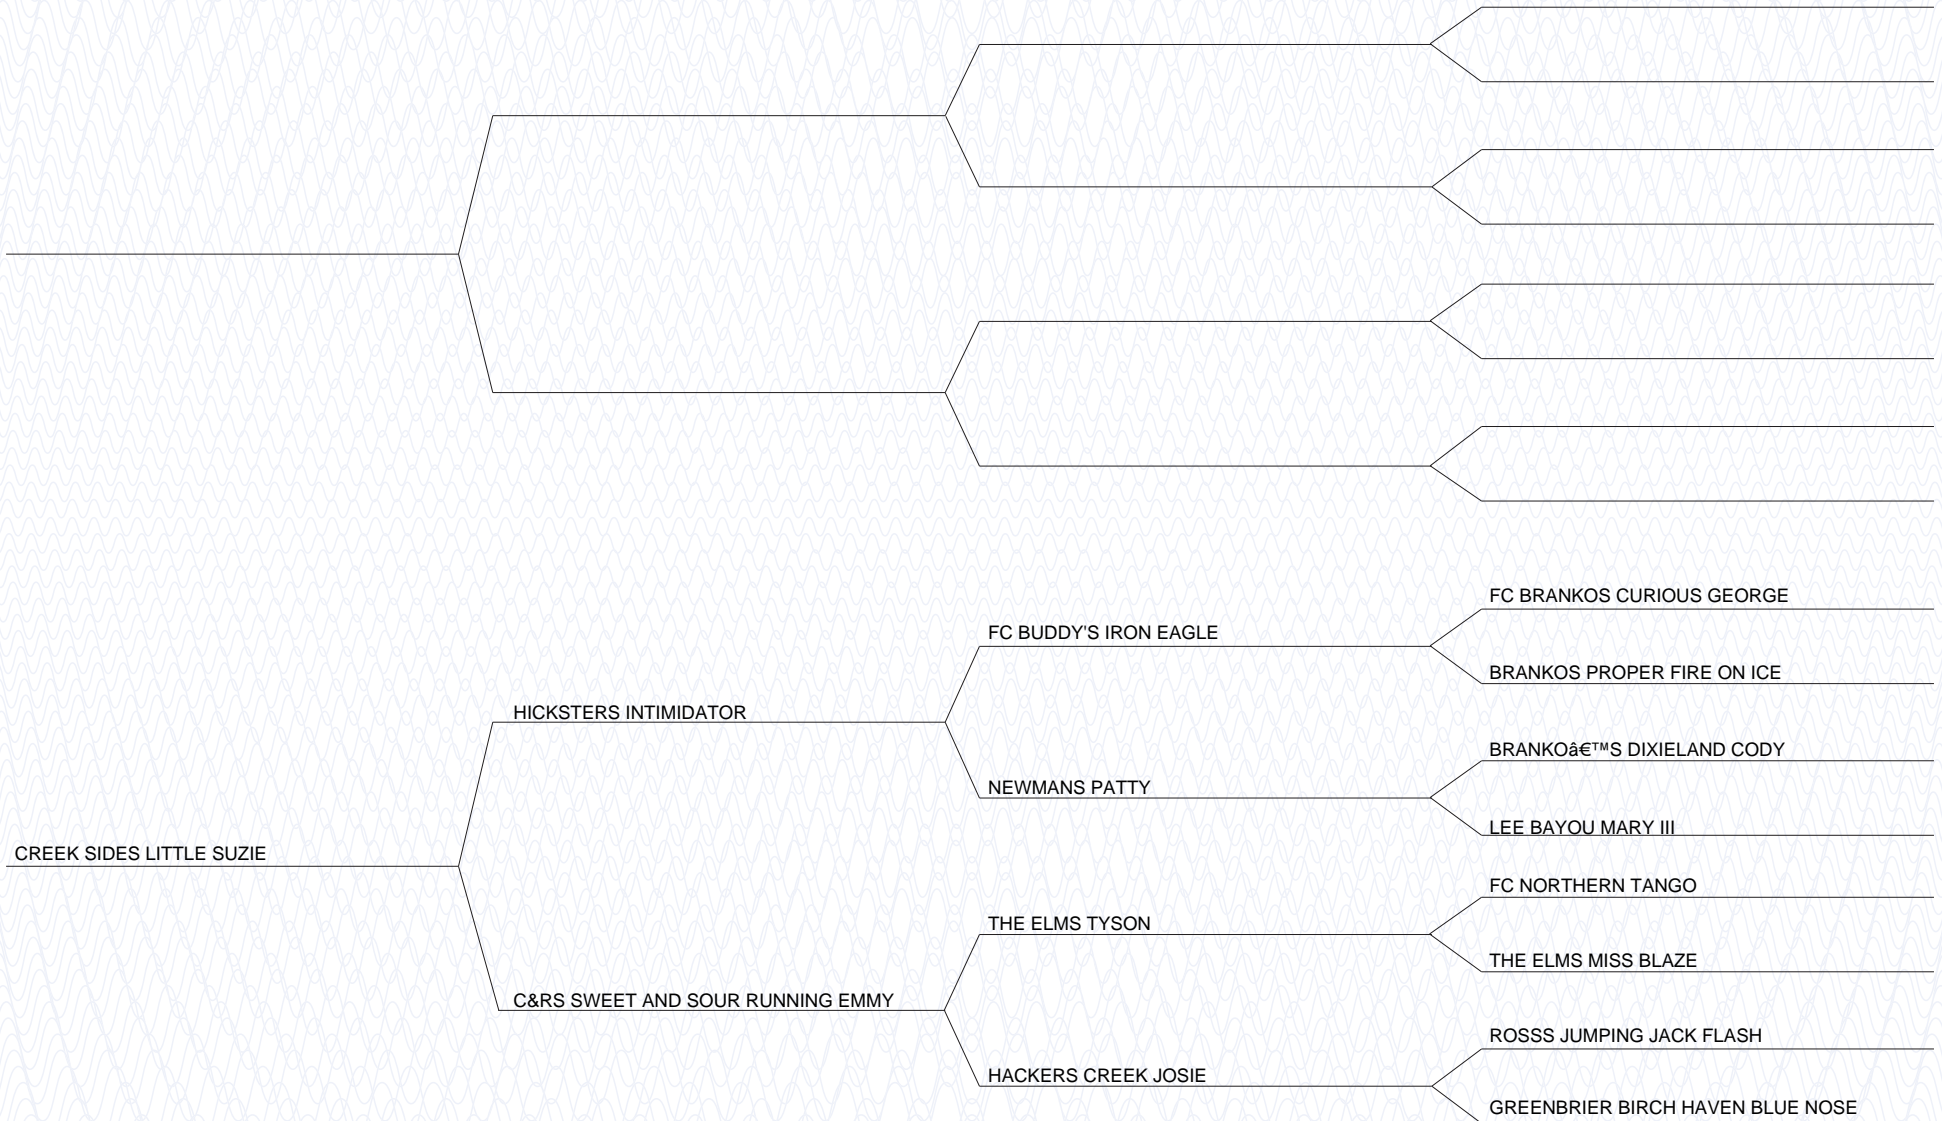 FC BRANKOS CURIOUS GEORGE
FC BUDDY'S IRON EAGLE
BRANKOS PROPER FIRE ON ICE
HICKSTERS INTIMIDATOR
BRANKOâ€™S DIXIELAND CODY
NEWMANS PATTY
LEE BAYOU MARY III
CREEK SIDES LITTLE SUZIE
FC NORTHERN TANGO
THE ELMS TYSON
THE ELMS MISS BLAZE
C&RS SWEET AND SOUR RUNNING EMMY
ROSSS JUMPING JACK FLASH
HACKERS CREEK JOSIE
GREENBRIER BIRCH HAVEN BLUE NOSE